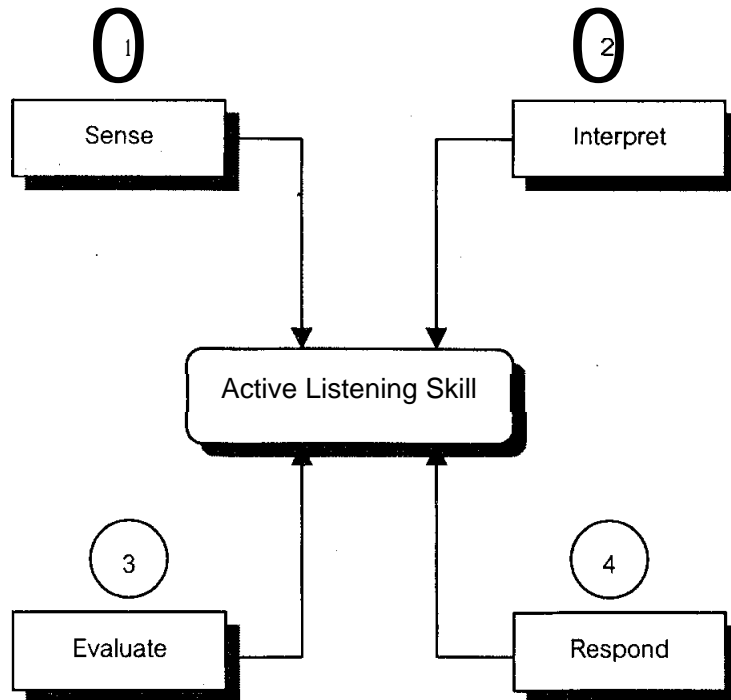 1
2
Sense
Interpret
Active Listening Skill
3
4
Evaluate
Respond